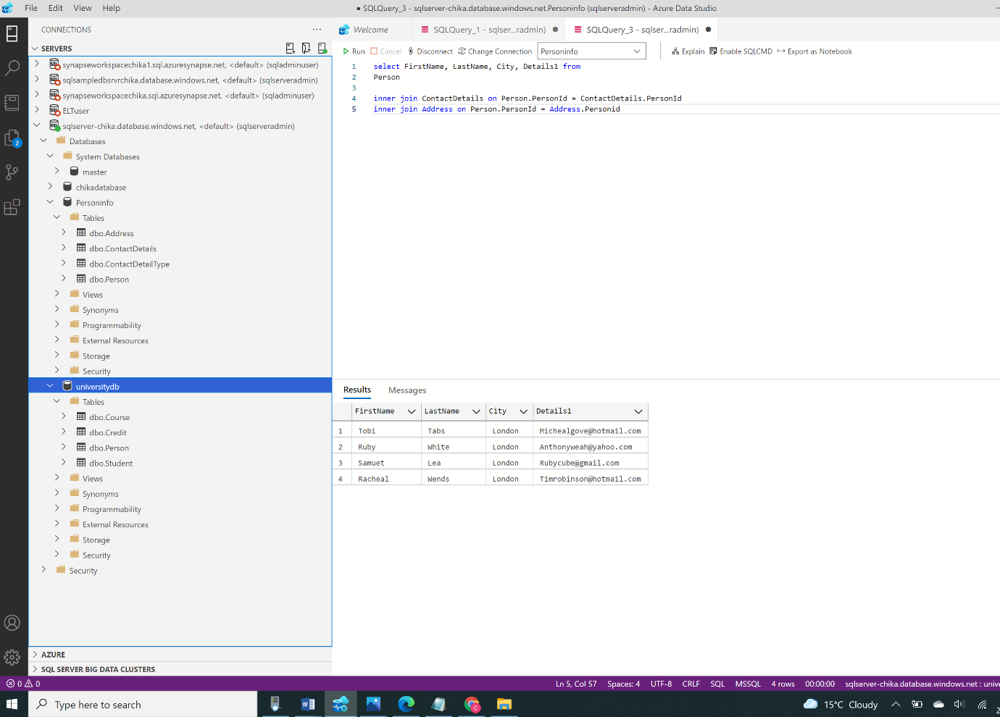 File Edit View Help
● SQLQuery_3 - sqlserver-chika.database.windows.net.Personinfo (sqlserveradmin) - Azure Data Studio
CONNECTIONS ···
SERVERS
synapseworkspacechika1.sql.azuresynapse.net, <default> (sqladminuser)
sqlsampledbsrvrchika.database.windows.net, <default> (sqlserveradmin)
synapseworkspacechika.sql.azuresynapse.net, <default> (sqladminuser)
ELTuser
sqlserver-chika.database.windows.net, <default> (sqlserveradmin)
Databases
System Databases
master
chikadatabase
Personinfo
Tables
dbo.Address
dbo.ContactDetails
dbo.ContactDetailType
dbo.Person
Views
Synonyms
Programmability
External Resources
Storage
Security
universitydb
Tables
dbo.Course
dbo.Credit
dbo.Person
dbo.Student
Views
Synonyms
Programmability
External Resources
Storage
Security
Security
AZURE
SQL SERVER BIG DATA CLUSTERS
2
Welcome SQLQuery_1 - sqlser...radmin) ● SQLQuery_3 - sqlser...radmin) ●
Run Cancel Disconnect Change Connection Personinfo Explain Enable SQLCMD Export as Notebook
1 select FirstName, LastName, City, Details1 from
2 Person
3
4 inner join ContactDetails on Person.PersonId = ContactDetails.PersonId
5 inner join Address on Person.PersonId = Address.Personid
Results Messages
FirstName LastName City Details1
1 Tobi Tabs London Michealgove@hotmail.com
2 Ruby White London Anthonyweah@yahoo.com
3 Samuet Lea London Rubycube@gmail.com
4 Racheal Wends London Timrobinson@hotmail.com
0 0 Ln 5, Col 57 Spaces: 4 UTF-8 CRLF SQL MSSQL 4 rows 00:00:00 sqlserver-chika.database.windows.net : unive
Type here to search 15°C Cloudy